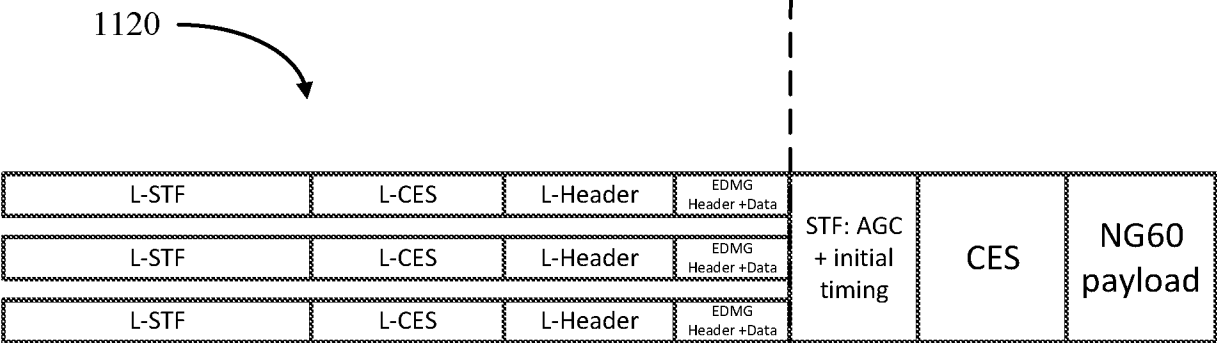 1120
L-STF L-CES L-Header EDMG
Header +Data
L-STF L-CES L-Header EDMG
Header +Data
L-STF L-CES L-Header EDMG
Header +Data
STF: AGC
+ initial
timing
CES
NG60
payload